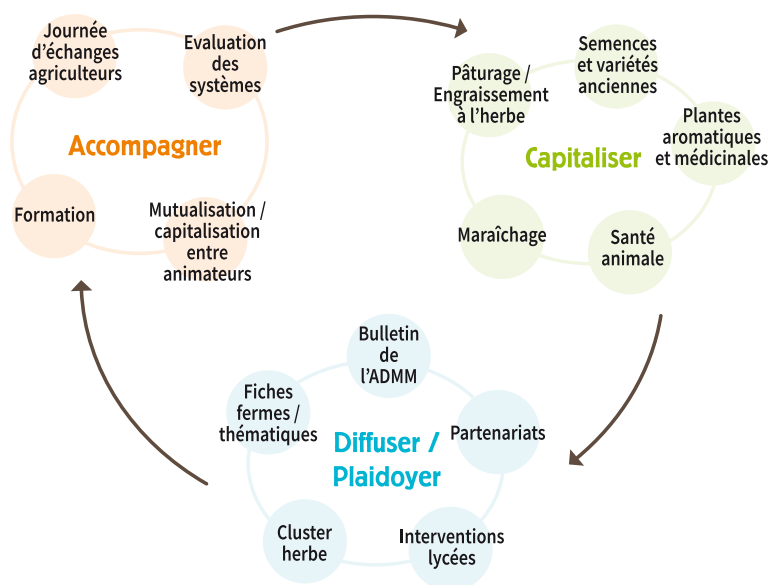 Journée
d'échanges
agriculteurs
Evaluation
des
systèmes
Accompagner
Formation
Mutualisation /
capitalisation
entre
animateurs
Semences
et variétés
anciennes
Pâturage /
Engraissement
à l'herbe
Plantes
aromatiques
et médicinales
Capitaliser
Maraîchage
Santé
animale
Bulletin
de
l'ADMM
Fiches
fermes /
thématiques
Partenariats
Diffuser /
Plaidoyer
Cluster
herbe
Interventions
lycées